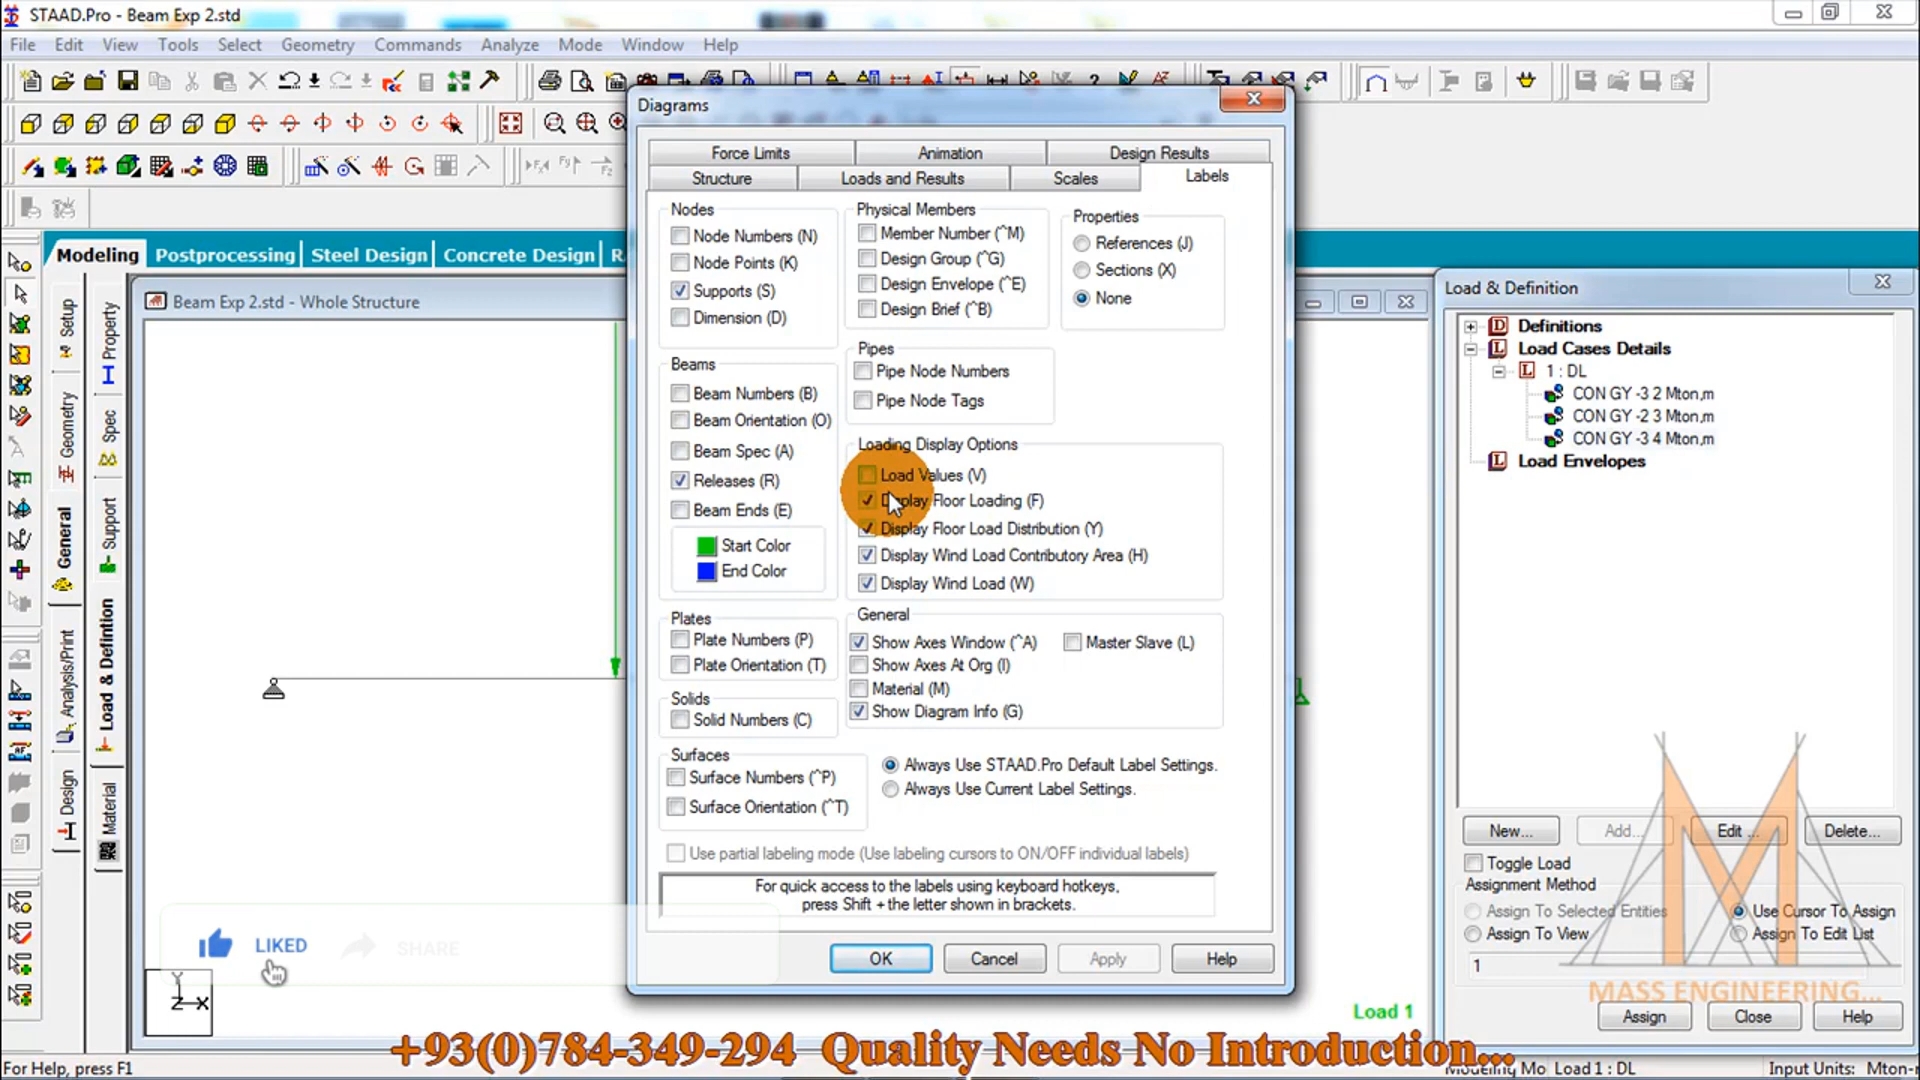 STAAD.Pro - Beam Exp 2.std
File Edit View Tools Select Geometry Commands Analyze Mode Window Help
Modeling Postprocessing Steel Design Concrete Design
Beam Exp 2.std - Whole Structure
Setup
Geometry
General
Analysis/Print
Design
Property
Spec
Support
Load & Definition
Material
Diagrams
Force Limits Animation Design Results
Structure Loads and Results Scales Labels
Nodes
Node Numbers (N)
Node Points (K)
Supports (S)
Dimension (D)
Beams
Beam Numbers (B)
Beam Orientation (O)
Beam Spec (A)
Releases (R)
Beam Ends (E)
Start Color
End Color
Plates
Plate Numbers (P)
Plate Orientation (T)
Solids
Solid Numbers (C)
Surfaces
Surface Numbers (^P)
Surface Orientation (^T)
Physical Members
Member Number (^M)
Design Group (^G)
Design Envelope (^E)
Design Brief (^B)
Properties
References (J)
Sections (X)
None
Pipes
Pipe Node Numbers
Pipe Node Tags
Loading Display Options
Load Values (V)
Display Floor Loading (F)
Display Floor Load Distribution (Y)
Display Wind Load Contributory Area (H)
Display Wind Load (W)
General
Show Axes Window (^A) Master Slave (L)
Show Axes At Org (I)
Material (M)
Show Diagram Info (G)
Always Use STAAD.Pro Default Label Settings.
Always Use Current Label Settings.
Use partial labeling mode (Use labeling cursors to ON/OFF individual labels)
For quick access to the labels using keyboard hotkeys,
press Shift + the letter shown in brackets.
OK Cancel Apply Help
Load & Definition
Definitions
Load Cases Details
1 : DL
CON GY -3 2 Mton,m
CON GY -2 3 Mton,m
CON GY -3 4 Mton,m
Load Envelopes
New... Add... Edit ... Delete...
Toggle Load
Assignment Method
Assign To Selected Entities Use Cursor To Assign
Assign To View Assign To Edit List
1
MASS ENGINEERING...
Assign Close Help
LIKED SHARE
Y
Z X
Load 1
+93(0)784-349-294 Quality Needs No Introduction...
For Help, press F1 Modeling Mo Load 1 : DL Input Units: Mton-